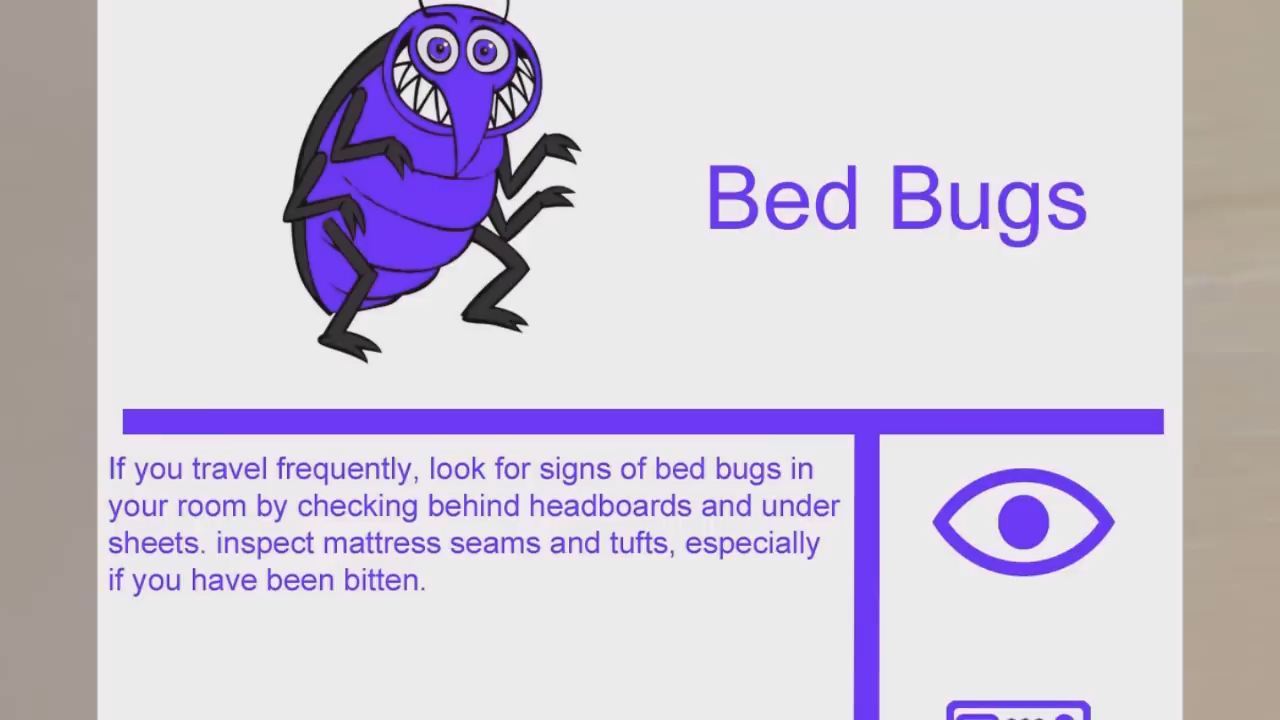 Bed Bugs
If you travel frequently, look for signs of bed bugs in
your room by checking behind headboards and under
sheets. inspect mattress seams and tufts, especially
if you have been bitten.